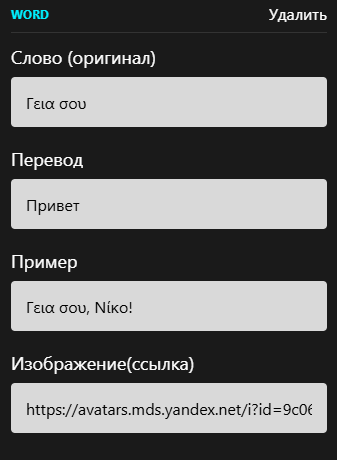 WORD Удалить
Слово (оригинал)
Γεια σου
Перевод
Привет
Пример
Γεια σου, Νίκο!
Изображение(ссылка)
https://avatars.mds.yandex.net/i?id=9c06